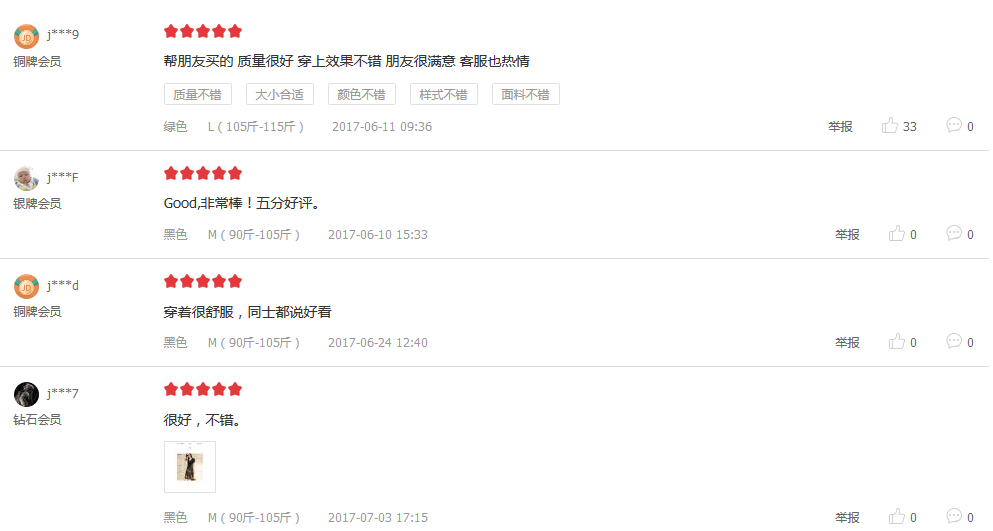 j***9
铜牌会员
帮朋友买的 质量很好 穿上效果不错 朋友很满意 客服也热情
质量不错 大小合适 颜色不错 样式不错 面料不错
绿色 L（105斤-115斤） 2017-06-11 09:36 举报 33 0
j***F
银牌会员
Good,非常棒！五分好评。
黑色 M（90斤-105斤） 2017-06-10 15:33 举报 0 0
j***d
铜牌会员
穿着很舒服，同士都说好看
黑色 M（90斤-105斤） 2017-06-24 12:40 举报 0 0
j***7
钻石会员
很好，不错。
黑色 M（90斤-105斤） 2017-07-03 17:15 举报 0 0